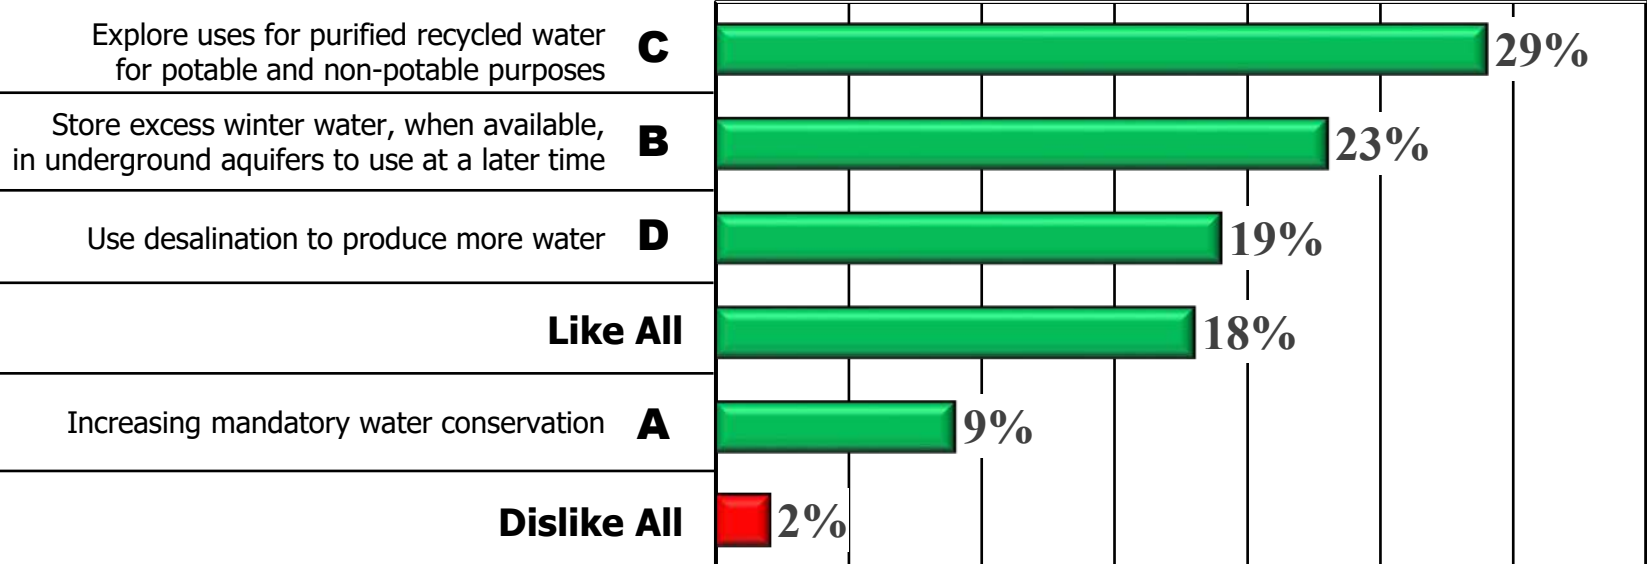 Explore uses for purified recycled water
for potable and non-potable purposes
C
29%
Store excess winter water, when available,
in underground aquifers to use at a later time
B
23%
Use desalination to produce more water
D
19%
Like All
18%
Increasing mandatory water conservation
A
9%
Dislike All
2%